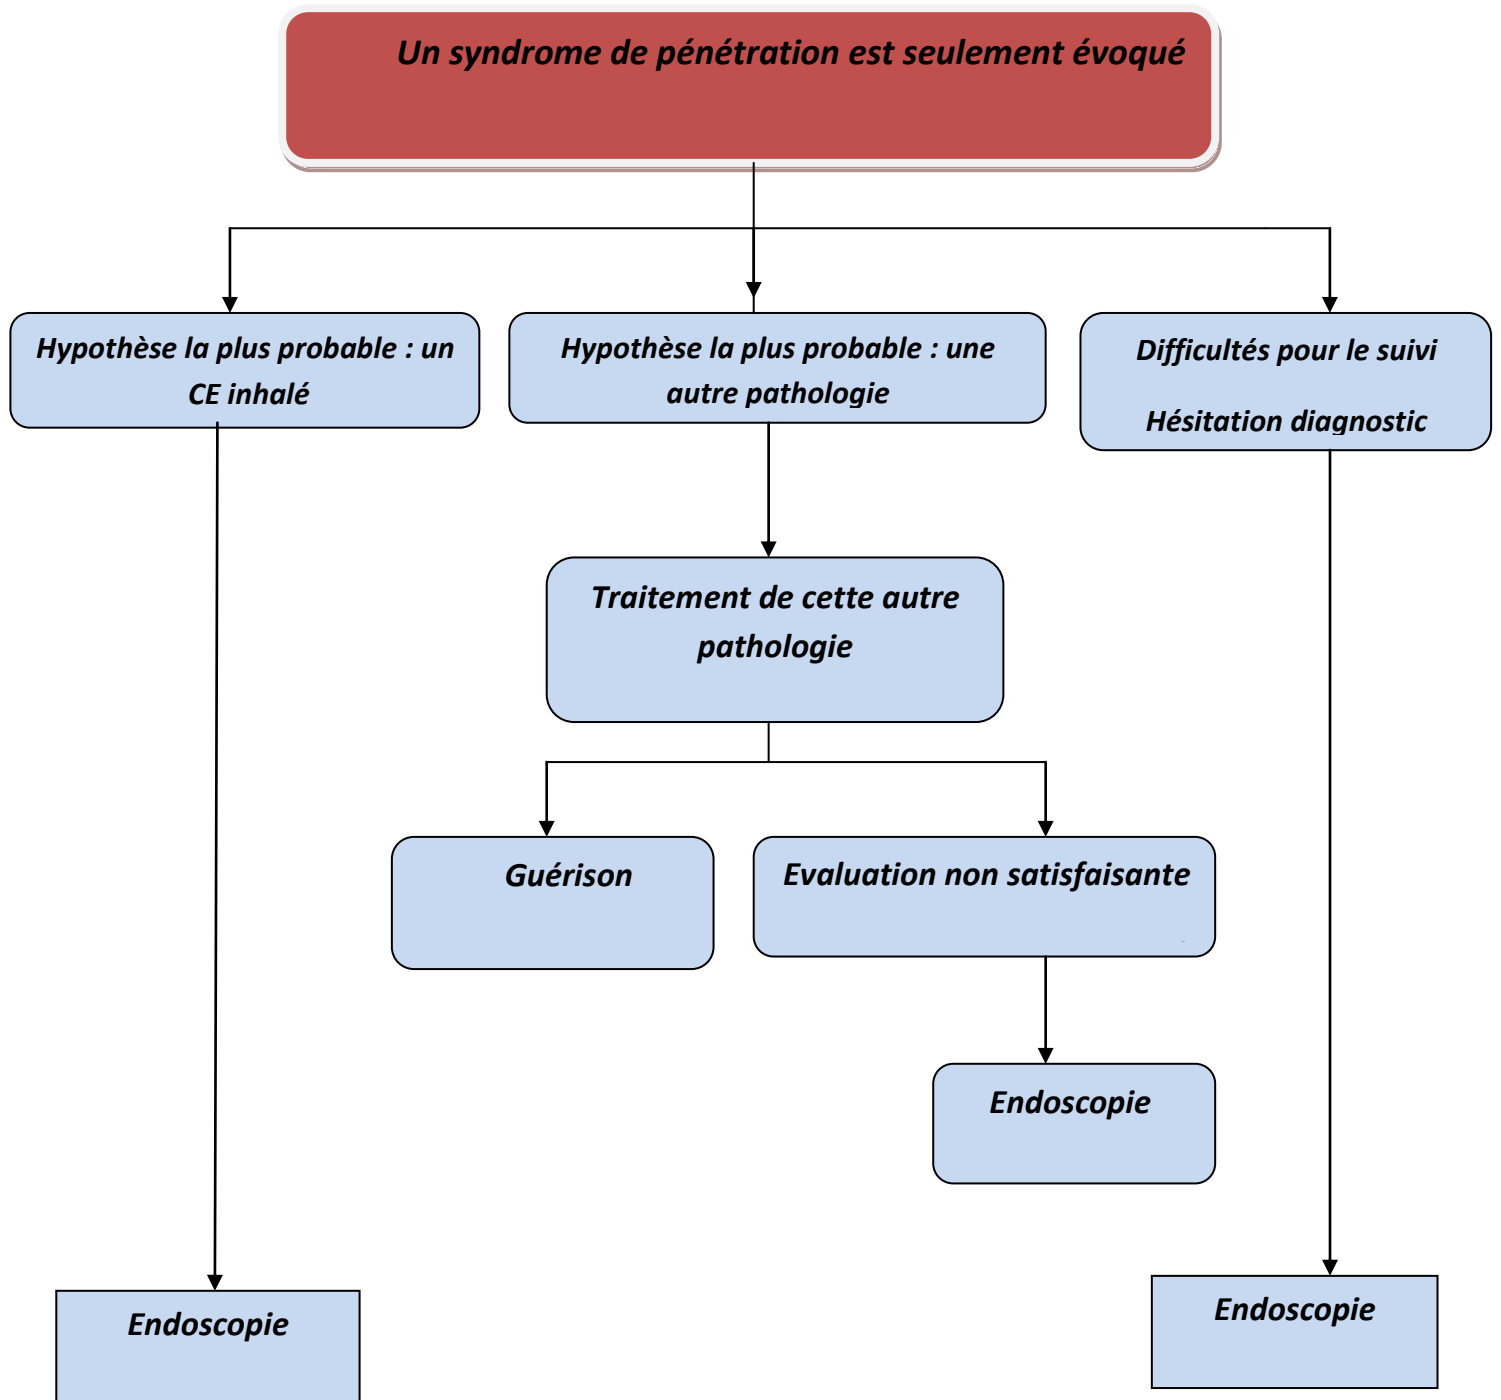 Un syndrome de pénétration est seulement évoqué
Hypothèse la plus probable : un
CE inhalé
Hypothèse la plus probable : une
autre pathologie
Difficultés pour le suivi
Hésitation diagnostic
Traitement de cette autre
pathologie
Guérison
Evaluation non satisfaisante
Endoscopie
Endoscopie
Endoscopie